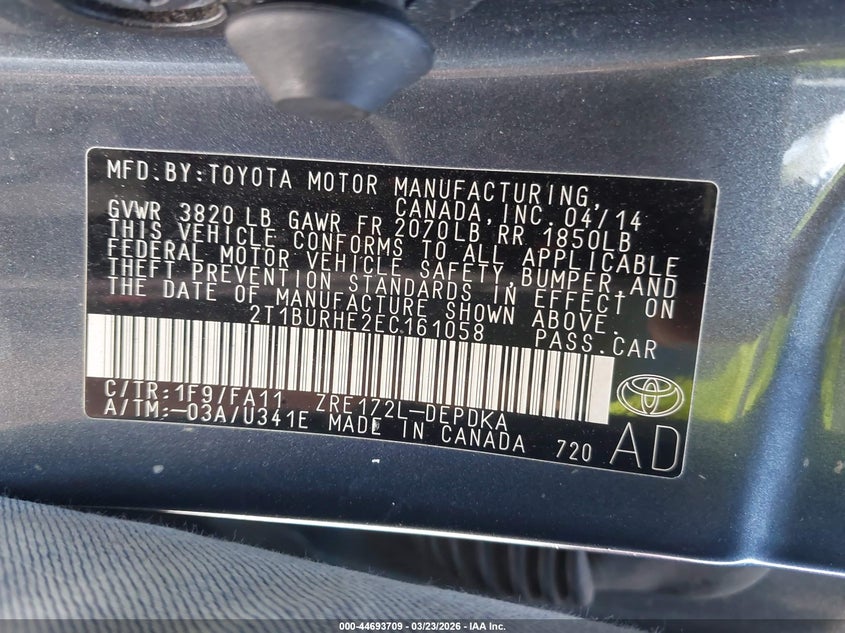 MFD.BY:TOYOTA MOTOR MANUFACTURING,
CANADA,INC. 04/14
GVWR 3820 LB GAWR FR 2070LB RR 1850LB
THIS VEHICLE CONFORMS TO ALL APPLICABLE
FEDERAL MOTOR VEHICLE SAFETY,BUMPER,AND
THEFT PREVENTION STANDARDS IN EFFECT ON
THE DATE OF MANUFACTURE SHOWN ABOVE.
2T1BURHE2EC161058 PASS.CAR
C/TR:1F9/FA11 ZRE172L-DEPDKA
A/TM:-03A/U341E MADE IN CANADA 720 AD
000-44693709 - 03/23/2026 - IAA Inc.